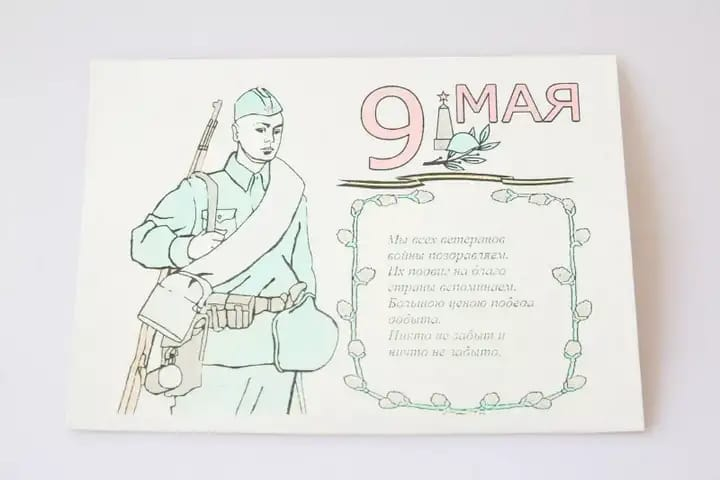 9 МАЯ
Мы всех ветеранов
войны поздравляем.
Их подвиг на благо
страны вспоминаем.
Большою ценою победа
добыта.
Никто не забыт и
ничто не забыто.